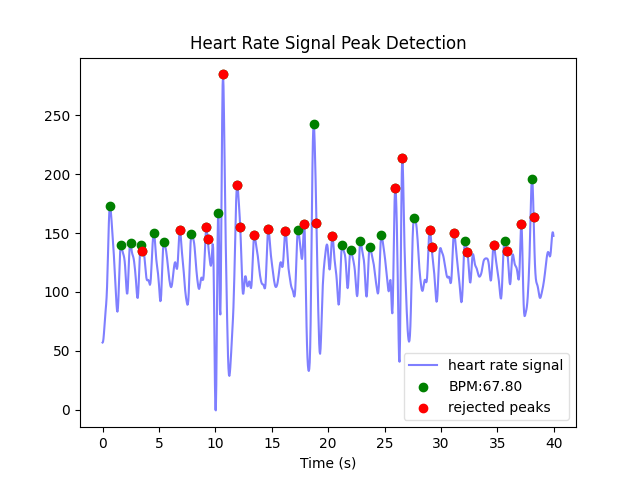 Heart Rate Signal Peak Detection
250
200
150
100
50
0
heart rate signal
BPM:67.80
rejected peaks
0 5 10 15 20 25 30 35 40
Time (s)